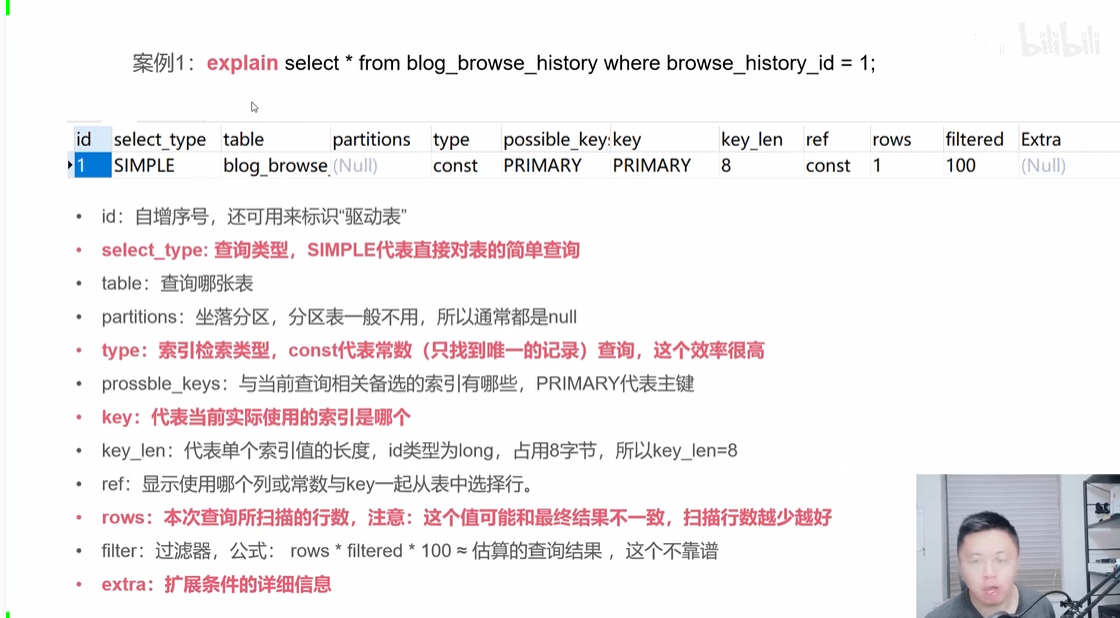 bilibili
案例1：explain select * from blog_browse_history where browse_history_id = 1;
id select_type table partitions type possible_key: key key_len ref rows filtered Extra
1 SIMPLE blog_browse_ (Null) const PRIMARY PRIMARY 8 const 1 100 (Null)
• id：自增序号，还可用来标识“驱动表”
• select_type: 查询类型，SIMPLE代表直接对表的简单查询
• table：查询哪张表
• partitions：坐落分区，分区表一般不用，所以通常都是null
• type：索引检索类型，const代表常数（只找到唯一的记录）查询，这个效率很高
• prossble_keys：与当前查询相关备选的索引有哪些，PRIMARY代表主键
• key：代表当前实际使用的索引是哪个
• key_len：代表单个索引值的长度，id类型为long，占用8字节，所以key_len=8
• ref：显示使用哪个列或常数与key一起从表中选择行。
• rows：本次查询所扫描的行数，注意：这个值可能和最终结果不一致，扫描行数越少越好
• filter：过滤器，公式： rows * filtered * 100 ≈ 估算的查询结果 ，这个不靠谱
• extra：扩展条件的详细信息